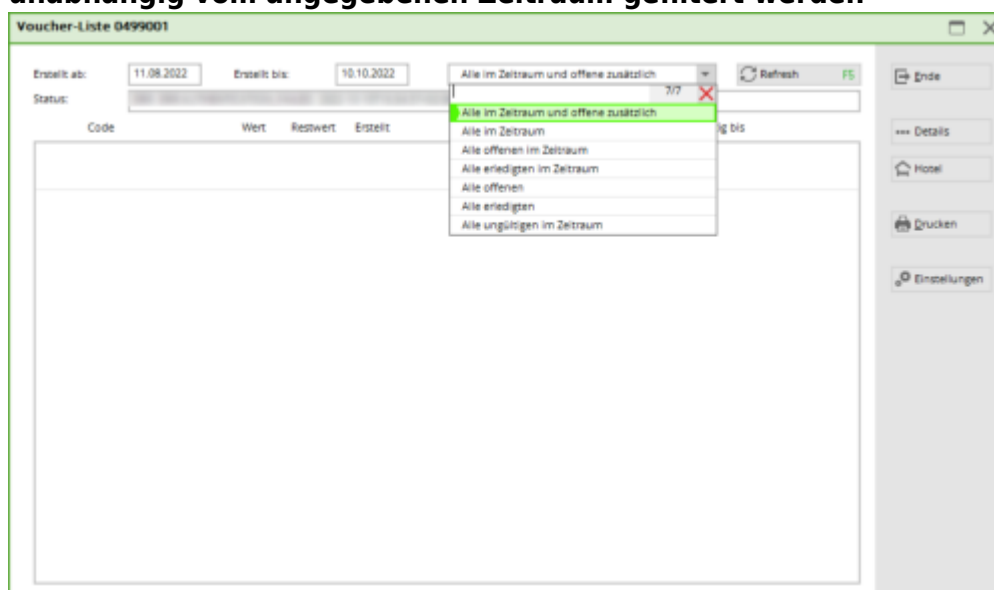 unabhängig vom angegebenen Zeitraum gefiltert werden
Voucher-Liste 0499001
Erstellt ab: 11.08.2022 Erstellt bis: 10.10.2022 Alle im Zeitraum und offene zusätzlich Refresh F5
Status: 7/7
Code Wert Restwert Erstellt ig bis
Alle im Zeitraum und offene zusätzlich
Alle im Zeitraum
Alle offenen im Zeitraum
Alle erledigten im Zeitraum
Alle offenen
Alle erledigten
Alle ungültigen im Zeitraum
Ende
Details
Hotel
Drucken
Einstellungen